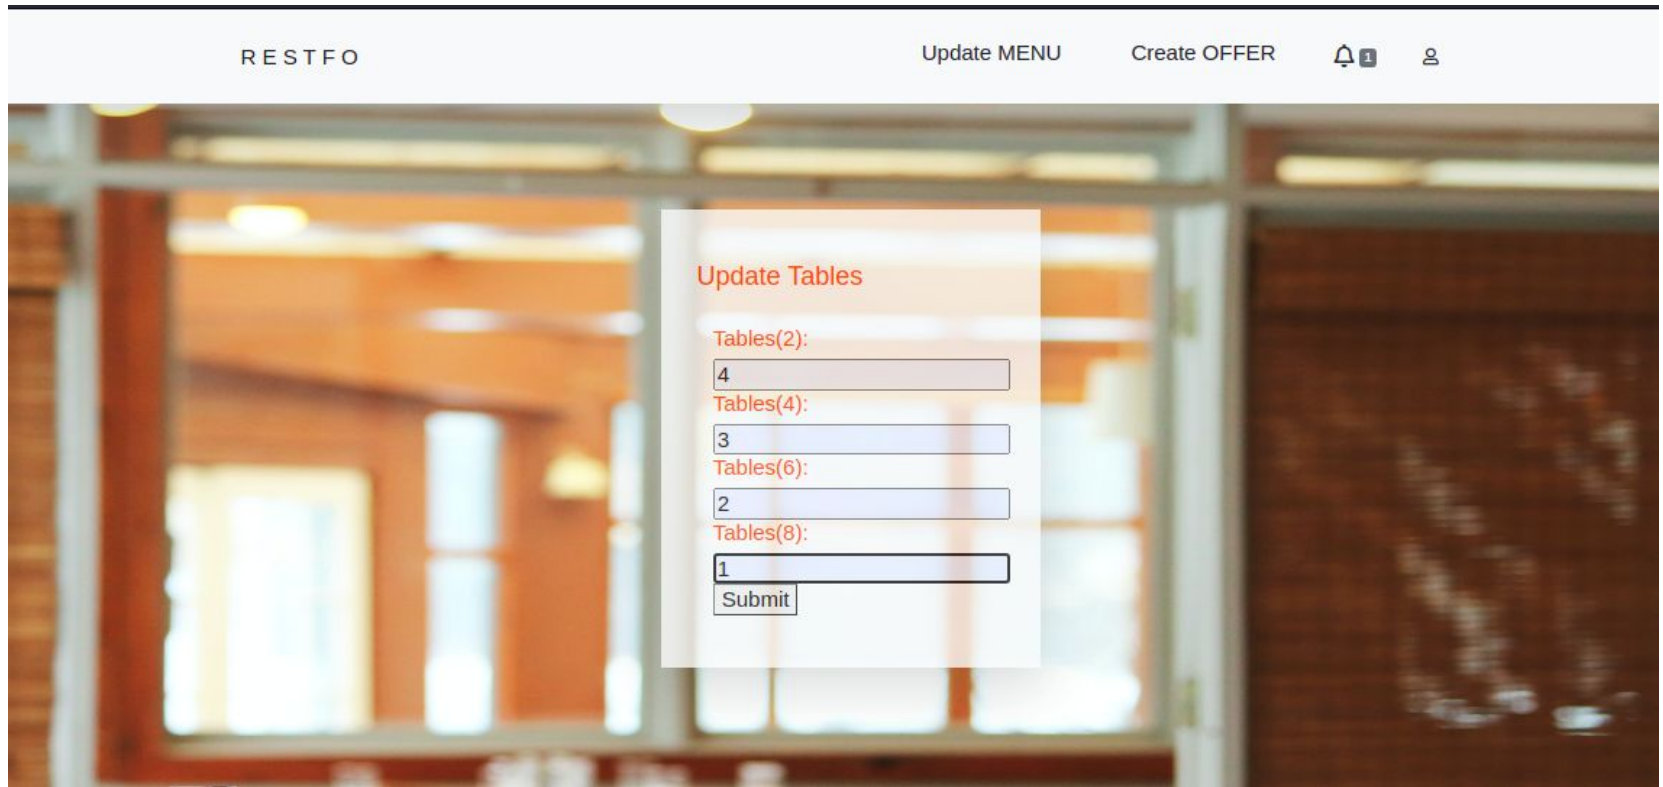 RESTFO
Update MENU
Create OFFER
1
Update Tables
Tables(2):
4
Tables(4):
3
Tables(6):
2
Tables(8):
1
Submit